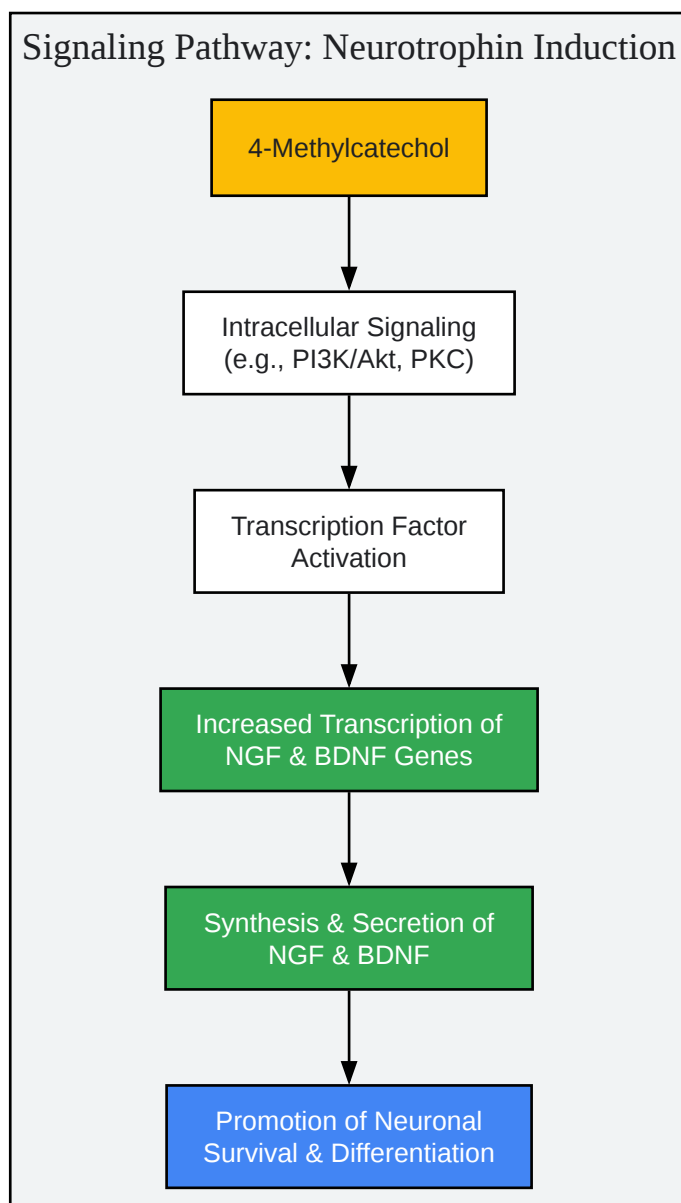 Signaling Pathway: Neurotrophin Induction
4-Methylcatechol
Intracellular Signaling
(e.g., PI3K/Akt, PKC)
Transcription Factor
Activation
Increased Transcription of
NGF & BDNF Genes
Synthesis & Secretion of
NGF & BDNF
Promotion of Neuronal
Survival & Differentiation